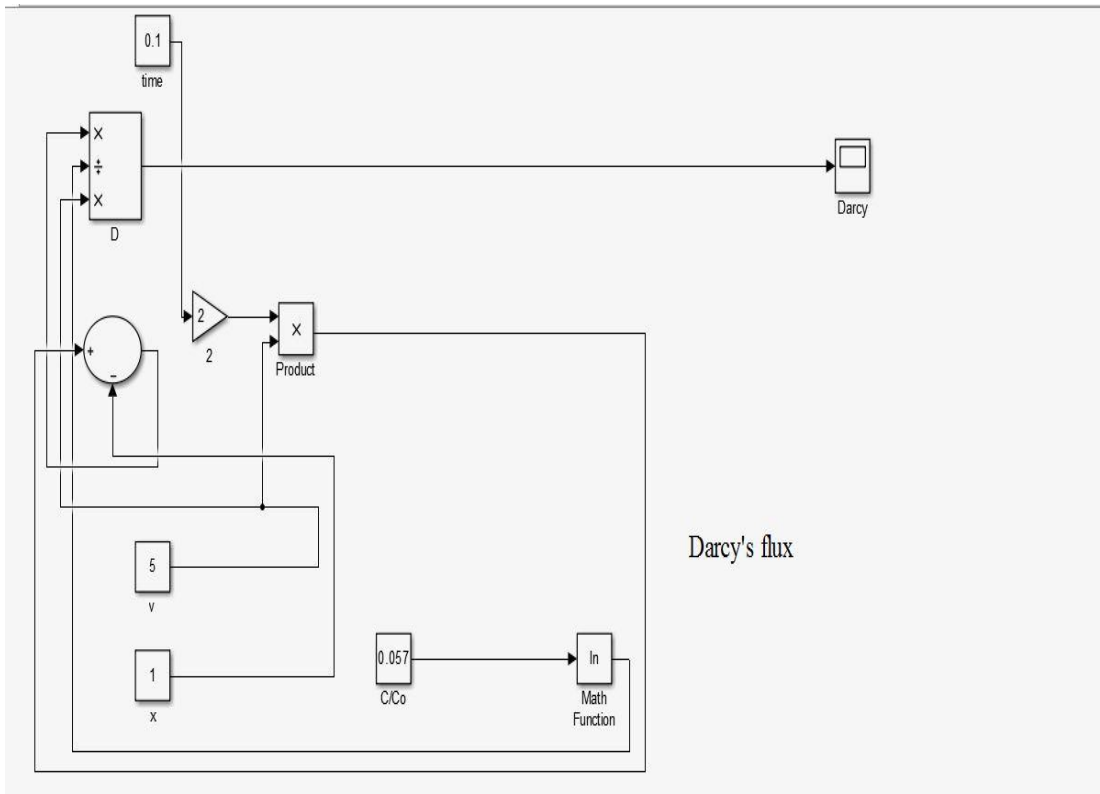 0.1
time
×
÷
×
D
Darcy
2
2
×
Product
+
−
Darcy's flux
5
v
0.057
C/Co
ln
Math
Function
1
x